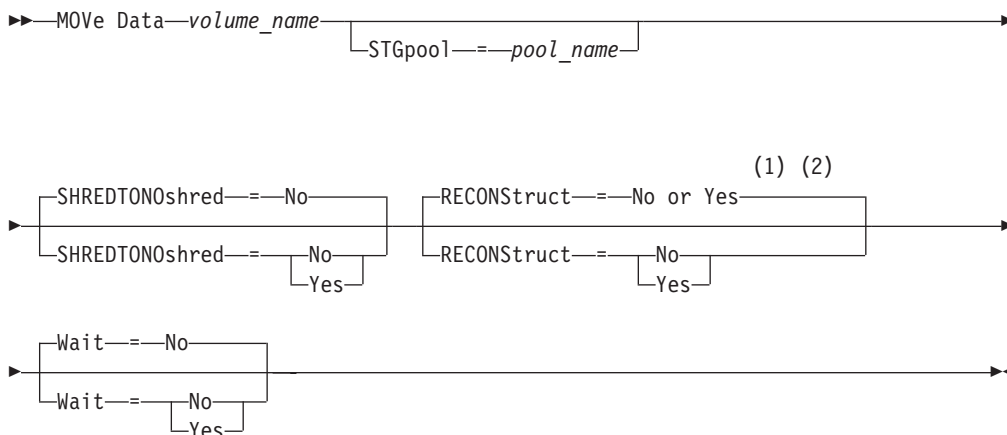 MOVe Data volume_name
STGpool = pool_name
(1) (2)
SHREDTONOshred = No RECONStruct = No or Yes
SHREDTONOshred = No RECONStruct = No
Yes Yes
Wait = No
Wait = No
Yes